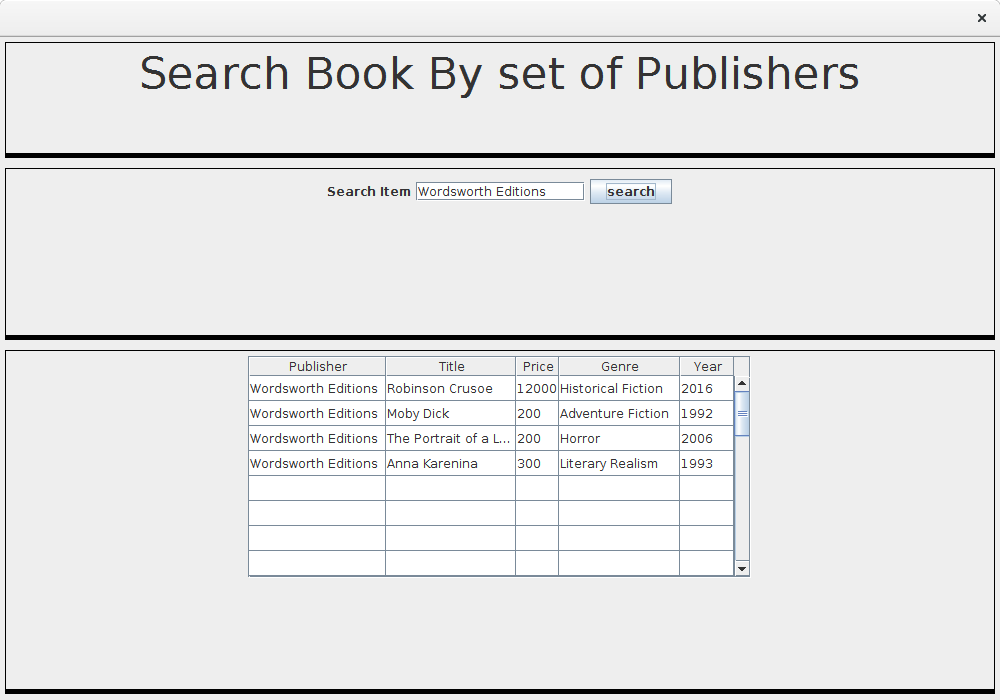 Search Book By set of Publishers
Search Item Wordsworth Editions search
Publisher Title Price Genre Year
Wordsworth Editions Robinson Crusoe 12000 Historical Fiction 2016
Wordsworth Editions Moby Dick 200 Adventure Fiction 1992
Wordsworth Editions The Portrait of a L... 200 Horror 2006
Wordsworth Editions Anna Karenina 300 Literary Realism 1993